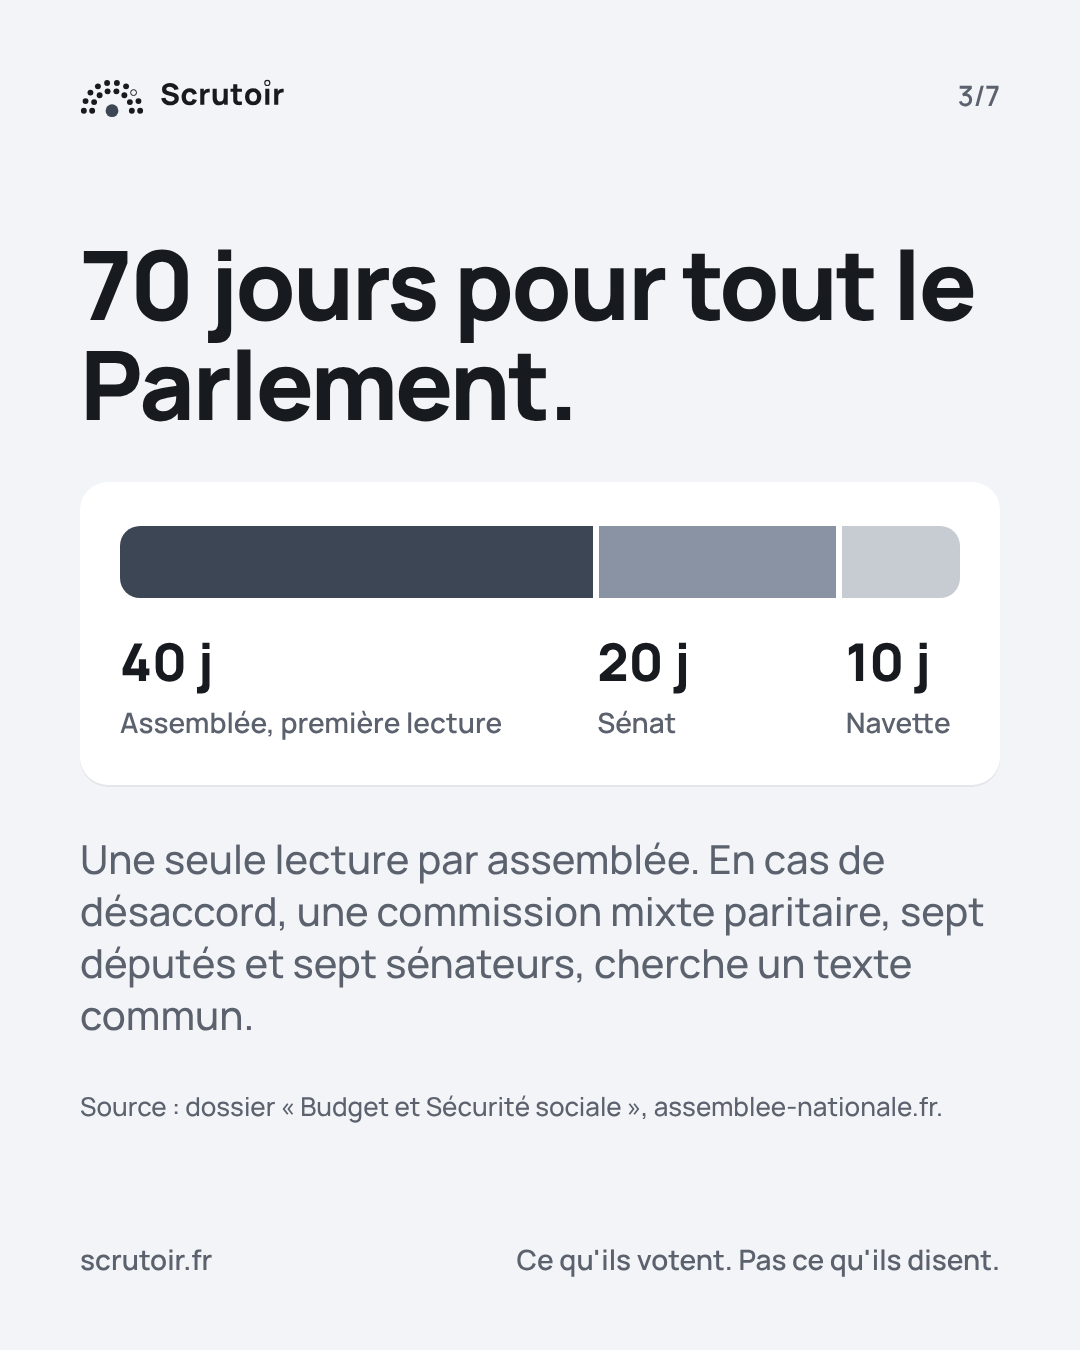 Scrutoir
3/7
70 jours pour tout le
Parlement.
40 j
20 j
10 j
Assemblée, première lecture
Sénat
Navette
Une seule lecture par assemblée. En cas de
désaccord, une commission mixte paritaire, sept
députés et sept sénateurs, cherche un texte
commun.
Source : dossier « Budget et Sécurité sociale », assemblee-nationale.fr.
scrutoir.fr
Ce qu'ils votent. Pas ce qu'ils disent.